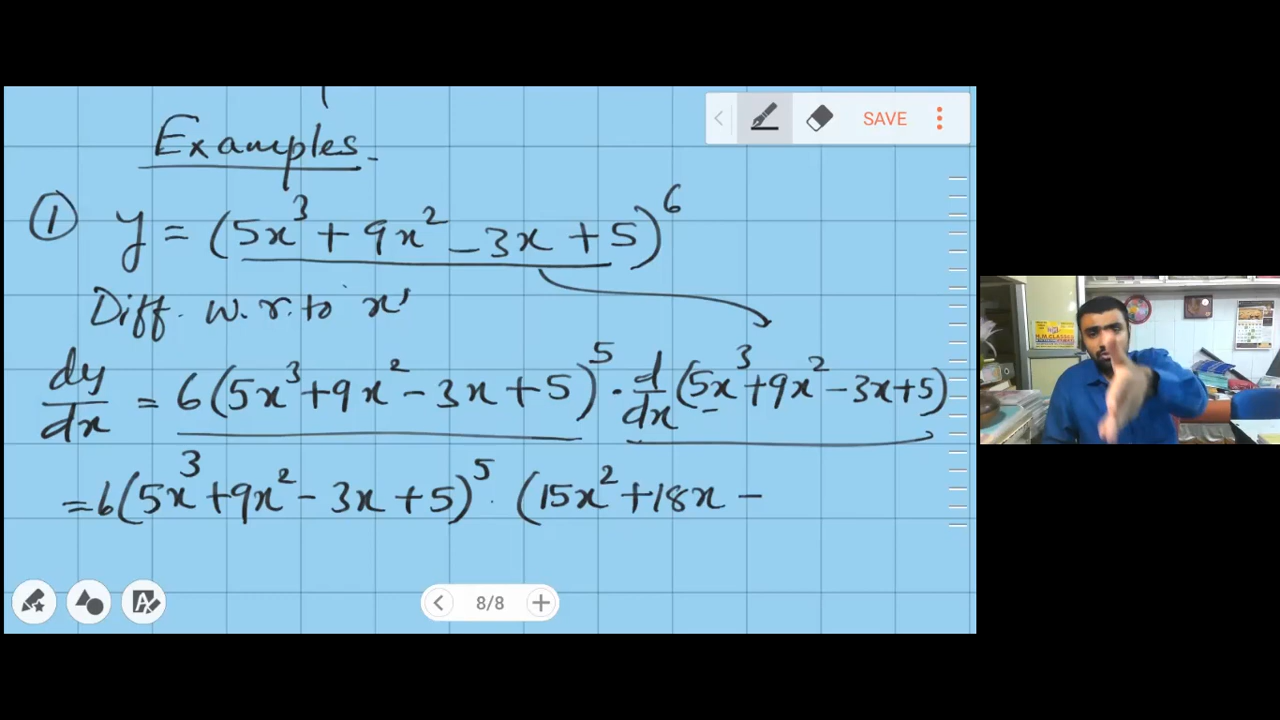 Examples.
① y = (5x³ + 9x² - 3x + 5)⁶
Diff. w.r.to 'x'
dy/dx = 6(5x³+9x²-3x+5)⁵ · d/dx (5x³+9x²-3x+5)
= 6(5x³+9x²-3x+5)⁵ · (15x²+18x -
SAVE
8/8
H.M.CLASSES